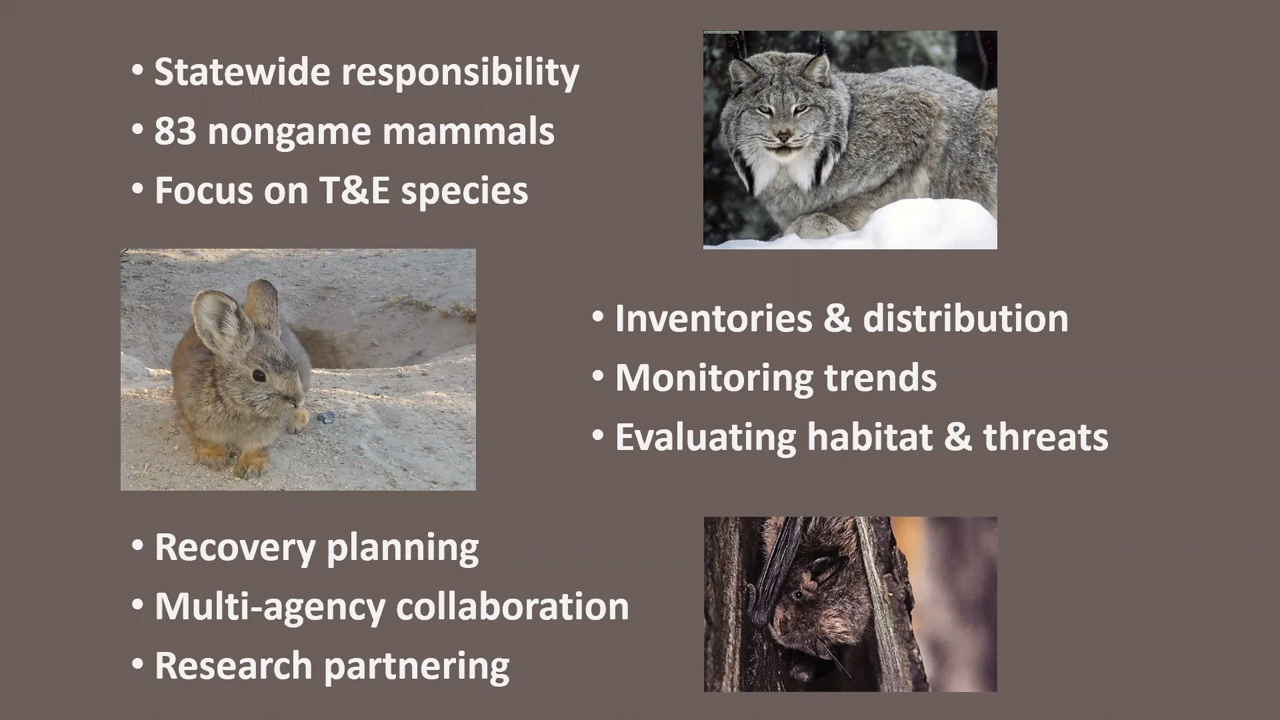 • Statewide responsibility
• 83 nongame mammals
• Focus on T&E species
• Inventories & distribution
• Monitoring trends
• Evaluating habitat & threats
• Recovery planning
• Multi-agency collaboration
• Research partnering